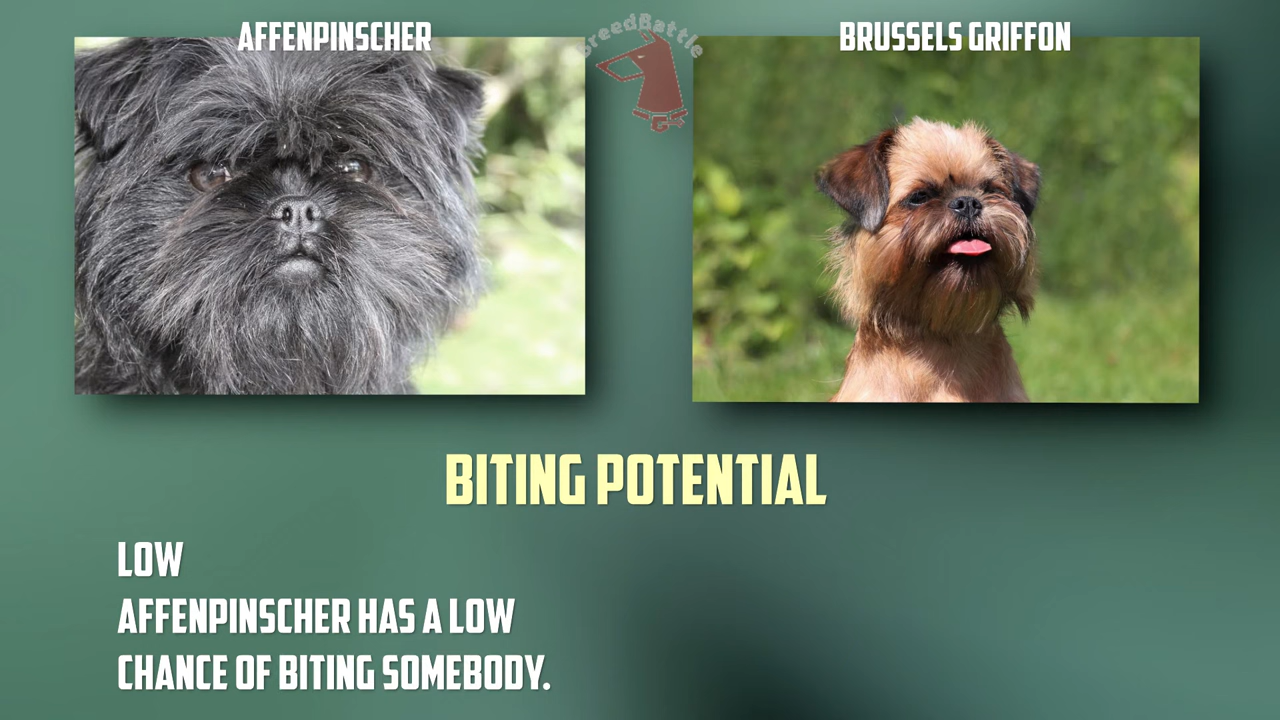 AFFENPINSCHER
BreedBattle
BRUSSELS GRIFFON
BITING POTENTIAL
LOW
AFFENPINSCHER HAS A LOW
CHANCE OF BITING SOMEBODY.